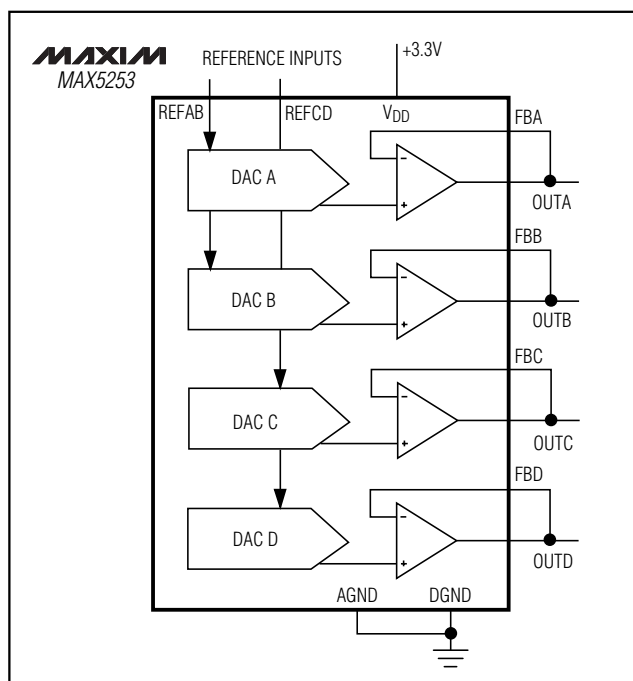 MAXIM
MAX5253
REFERENCE INPUTS
+3.3V
REFAB
REFCD
VDD
FBA
DAC A
-
+
OUTA
FBB
DAC B
-
+
OUTB
FBC
DAC C
-
+
OUTC
FBD
DAC D
-
+
OUTD
AGND
DGND